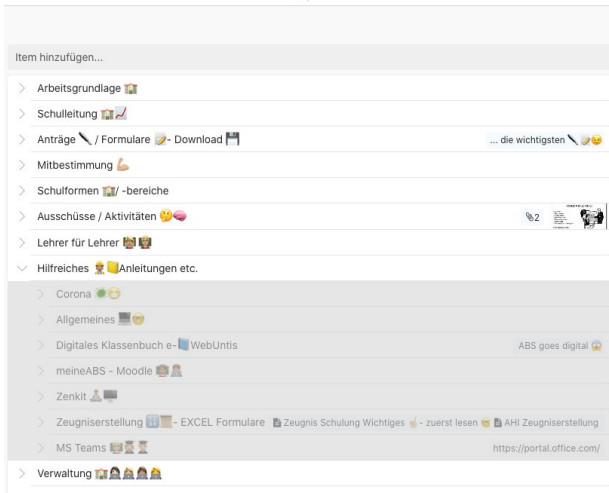 Item hinzufügen...
Arbeitsgrundlage
Schulleitung
Anträge / Formulare - Download ... die wichtigsten
Mitbestimmung
Schulformen / -bereiche
Ausschüsse / Aktivitäten 2
Lehrer für Lehrer
Hilfreiches Anleitungen etc.
Corona
Allgemeines
Digitales Klassenbuch e- WebUntis ABS goes digital
meineABS - Moodle
Zenkit
Zeugniserstellung - EXCEL Formulare Zeugnis Schulung Wichtiges - zuerst lesen AHI Zeugniserstellung
MS Teams https://portal.office.com/
Verwaltung